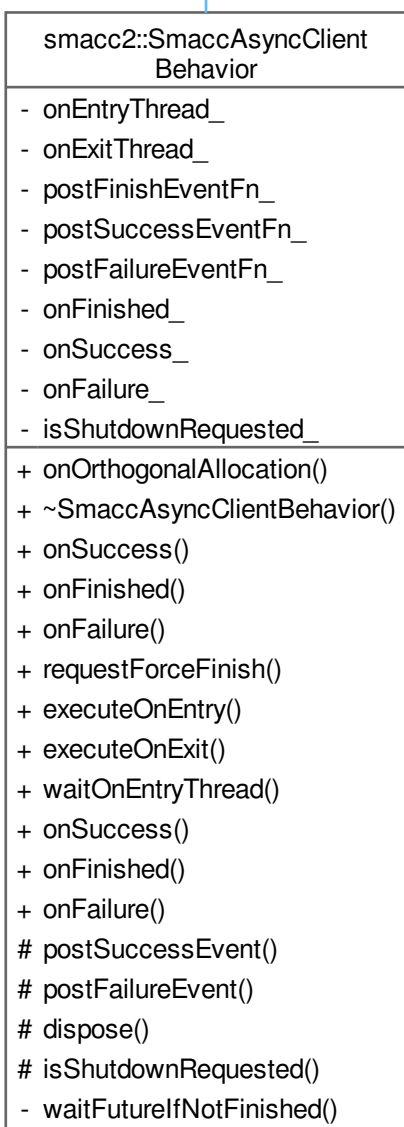 smacc2::SmaccAsyncClient
Behavior
- onEntryThread_
- onExitThread_
- postFinishEventFn_
- postSuccessEventFn_
- postFailureEventFn_
- onFinished_
- onSuccess_
- onFailure_
- isShutdownRequested_
+ onOrthogonalAllocation()
+ ~SmaccAsyncClientBehavior()
+ onSuccess()
+ onFinished()
+ onFailure()
+ requestForceFinish()
+ executeOnEntry()
+ executeOnExit()
+ waitOnEntryThread()
+ onSuccess()
+ onFinished()
+ onFailure()
# postSuccessEvent()
# postFailureEvent()
# dispose()
# isShutdownRequested()
- waitFutureIfNotFinished()